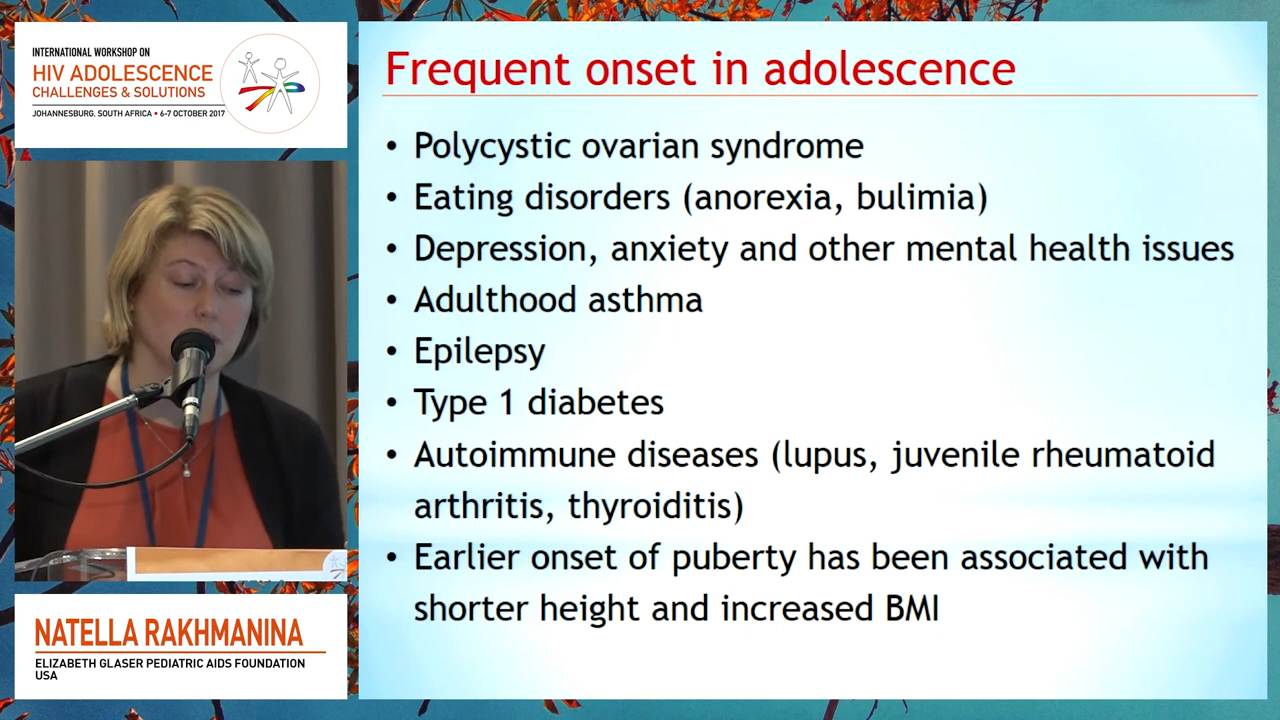 INTERNATIONAL WORKSHOP ON
HIV ADOLESCENCE
CHALLENGES & SOLUTIONS
JOHANNESBURG, SOUTH AFRICA • 6-7 OCTOBER 2017
Frequent onset in adolescence
• Polycystic ovarian syndrome
• Eating disorders (anorexia, bulimia)
• Depression, anxiety and other mental health issues
• Adulthood asthma
• Epilepsy
• Type 1 diabetes
• Autoimmune diseases (lupus, juvenile rheumatoid
arthritis, thyroiditis)
• Earlier onset of puberty has been associated with
shorter height and increased BMI
NATELLA RAKHMANINA
ELIZABETH GLASER PEDIATRIC AIDS FOUNDATION
USA